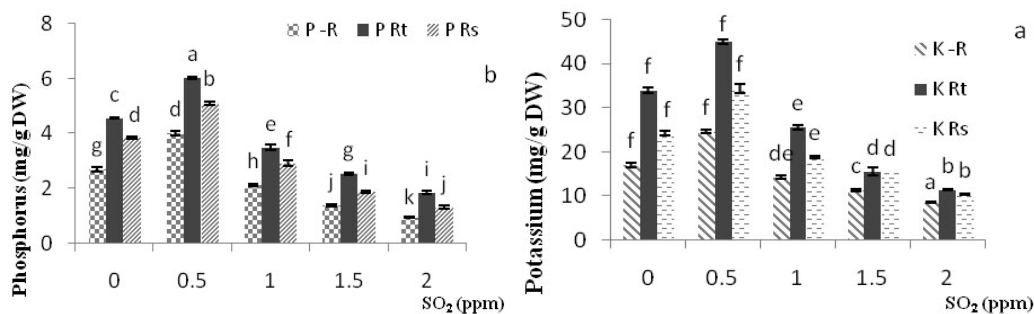 Phosphorus (mg/g DW)
8
6
4
2
0
P -R P Rt P Rs
b
g c d
d a b
h e f
j g i
k i j
0 0.5 1 1.5 2
SO2 (ppm)
Potassium (mg/g DW)
50
40
30
20
10
0
a
K -R
K Rt
K Rs
f f f
f f f
de e e
c d d
a b b
0 0.5 1 1.5 2
SO2 (ppm)